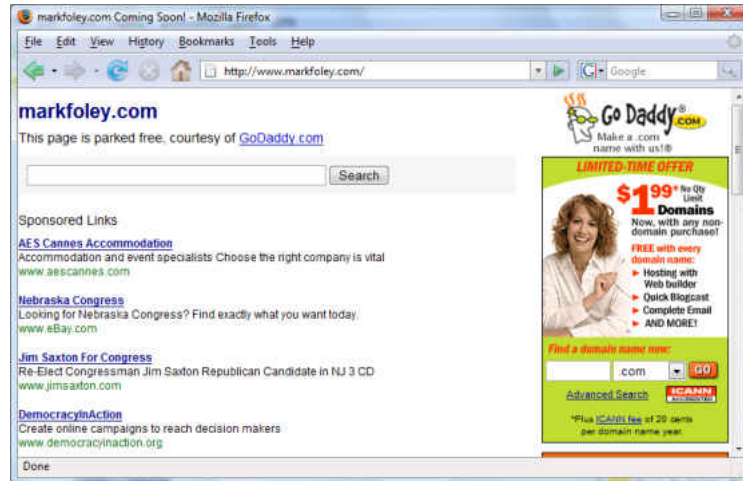 markfoley.com Coming Soon! - Mozilla Firefox
File Edit View History Bookmarks Tools Help
http://www.markfoley.com/
G Google
markfoley.com
This page is parked free, courtesy of GoDaddy.com
Search
Sponsored Links
AES Cannes Accommodation
Accommodation and event specialists Choose the right company is vital
www.aescannes.com
Nebraska Congress
Looking for Nebraska Congress? Find exactly what you want today.
www.eBay.com
Jim Saxton For Congress
Re-Elect Congressman Jim Saxton Republican Candidate in NJ 3 CD
www.jimsaxton.com
DemocracyInAction
Create online campaigns to reach decision makers
www.democracyinaction.org
Go Daddy® .COM
Make a .com
name with us!®
LIMITED-TIME OFFER
$1.99* No Qty
Limit
Domains
Now, with any non-
domain purchase!
FREE with every
domain name:
► Hosting with
Web builder
► Quick Blogcast
► Complete Email
► AND MORE!
Find a domain name now:
.com GO
Advanced Search ICANN
*Plus ICANN fee of 20 cents
per domain name year.
Done